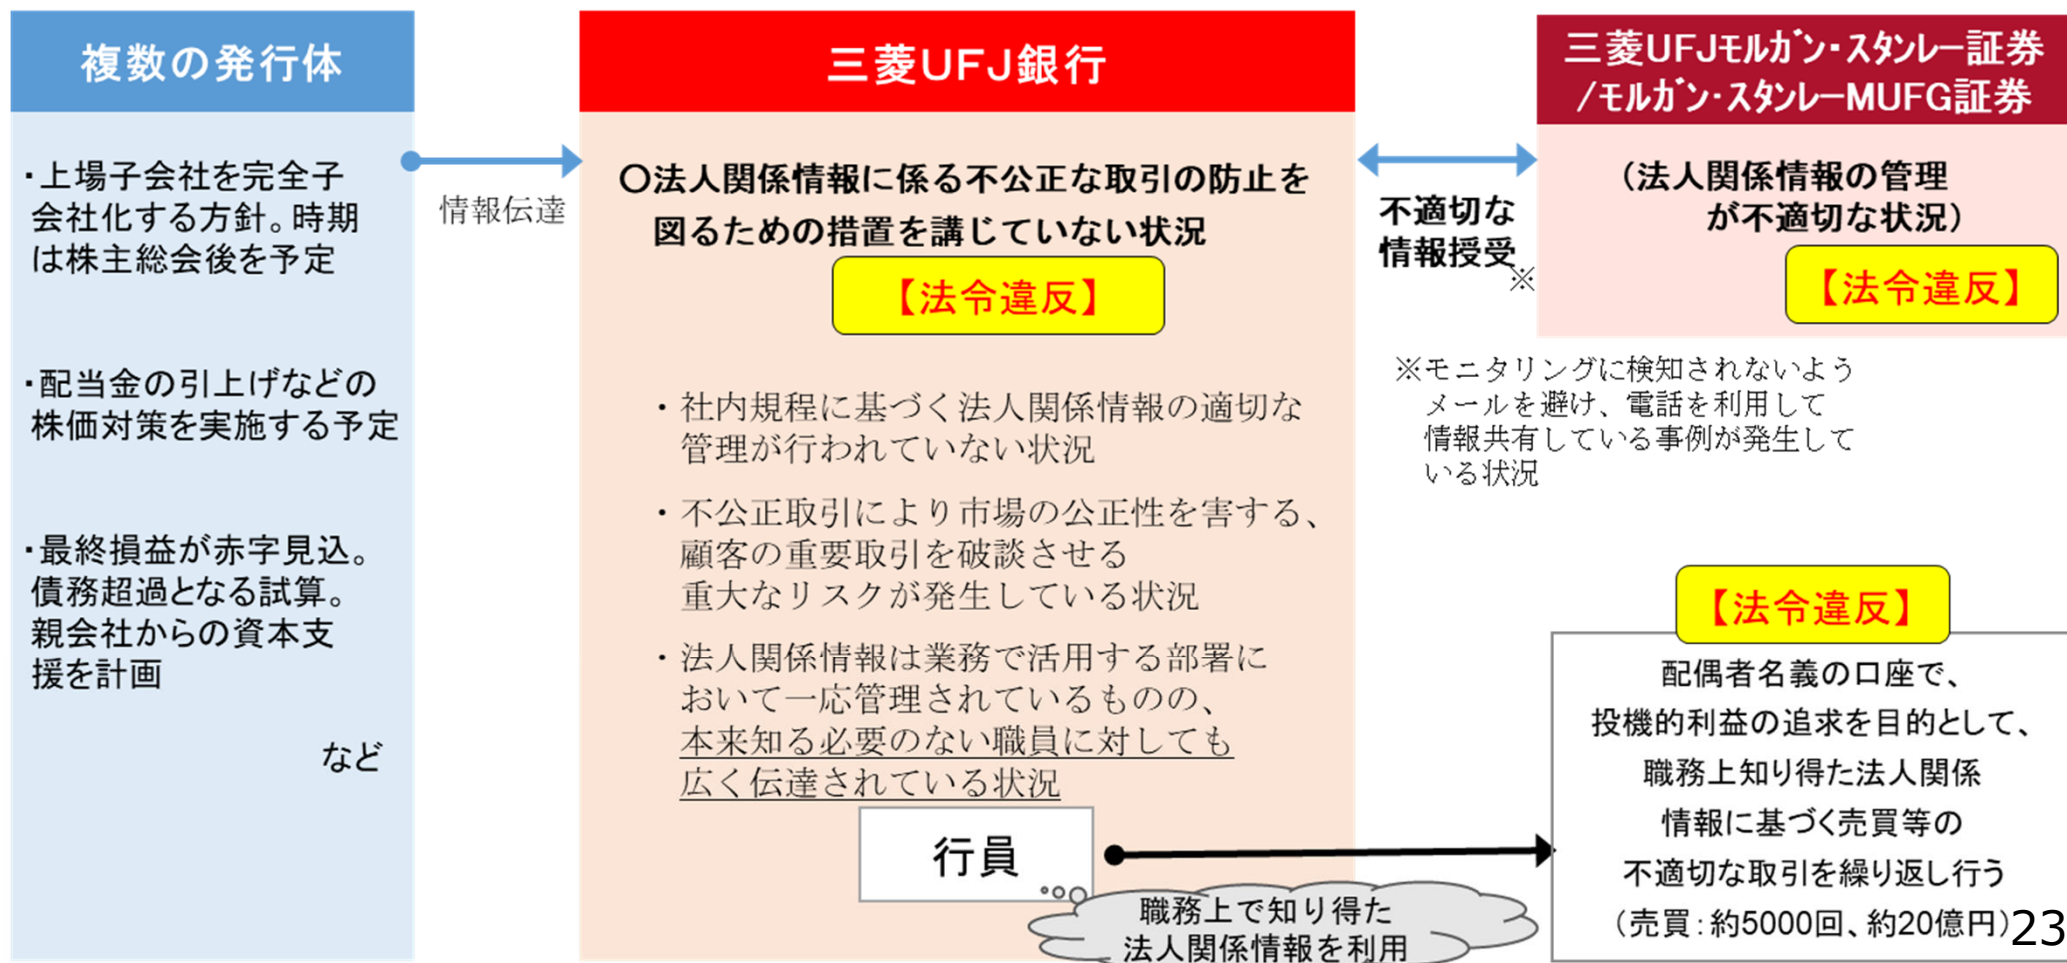 複数の発行体
・上場子会社を完全子
会社化する方針。時期
は株主総会後を予定
・配当金の引上げなどの
株価対策を実施する予定
・最終損益が赤字見込。
債務超過となる試算。
親会社からの資本支
援を計画
など
情報伝達
三菱UFJ銀行
〇法人関係情報に係る不公正な取引の防止を
図るための措置を講じていない状況
【法令違反】
・社内規程に基づく法人関係情報の適切な
管理が行われていない状況
・不公正取引により市場の公正性を害する、
顧客の重要取引を破談させる
重大なリスクが発生している状況
・法人関係情報は業務で活用する部署に
おいて一応管理されているものの、
本来知る必要のない職員に対しても
広く伝達されている状況
行員
職務上で知り得た
法人関係情報を利用
不適切な
情報授受
※
三菱UFJモルガン・スタンレー証券
/モルガン・スタンレーMUFG証券
(法人関係情報の管理
が不適切な状況)
【法令違反】
※モニタリングに検知されないよう
メールを避け、電話を利用して
情報共有している事例が発生して
いる状況
【法令違反】
配偶者名義の口座で、
投機的利益の追求を目的として、
職務上知り得た法人関係
情報に基づく売買等の
不適切な取引を繰り返し行う
(売買:約5000回、約20億円)
23